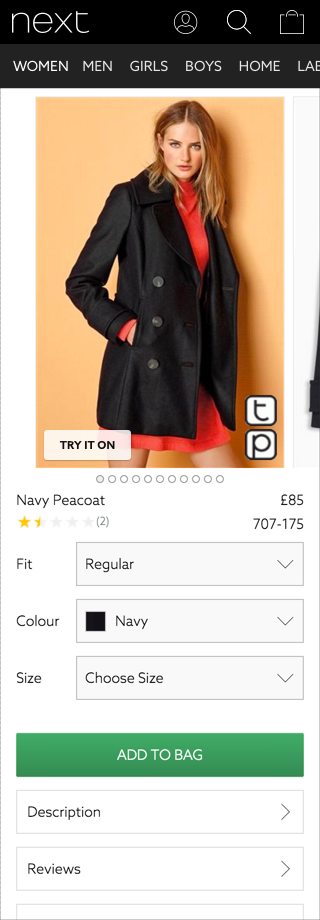 next
WOMEN MEN GIRLS BOYS HOME
t
p
TRY IT ON
Navy Peacoat £85
(2) 707-175
Fit Regular
Colour Navy
Size Choose Size
ADD TO BAG
Description
Reviews